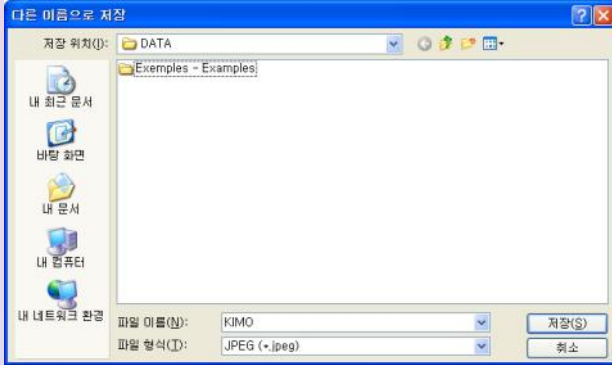 다른 이름으로 저장
저장 위치(I): DATA
Exemples - Examples
내 최근 문서
바탕 화면
내 문서
내 컴퓨터
내 네트워크 환경
파일 이름(N): KIMO 저장(S)
파일 형식(T): JPEG (*.jpeg) 취소